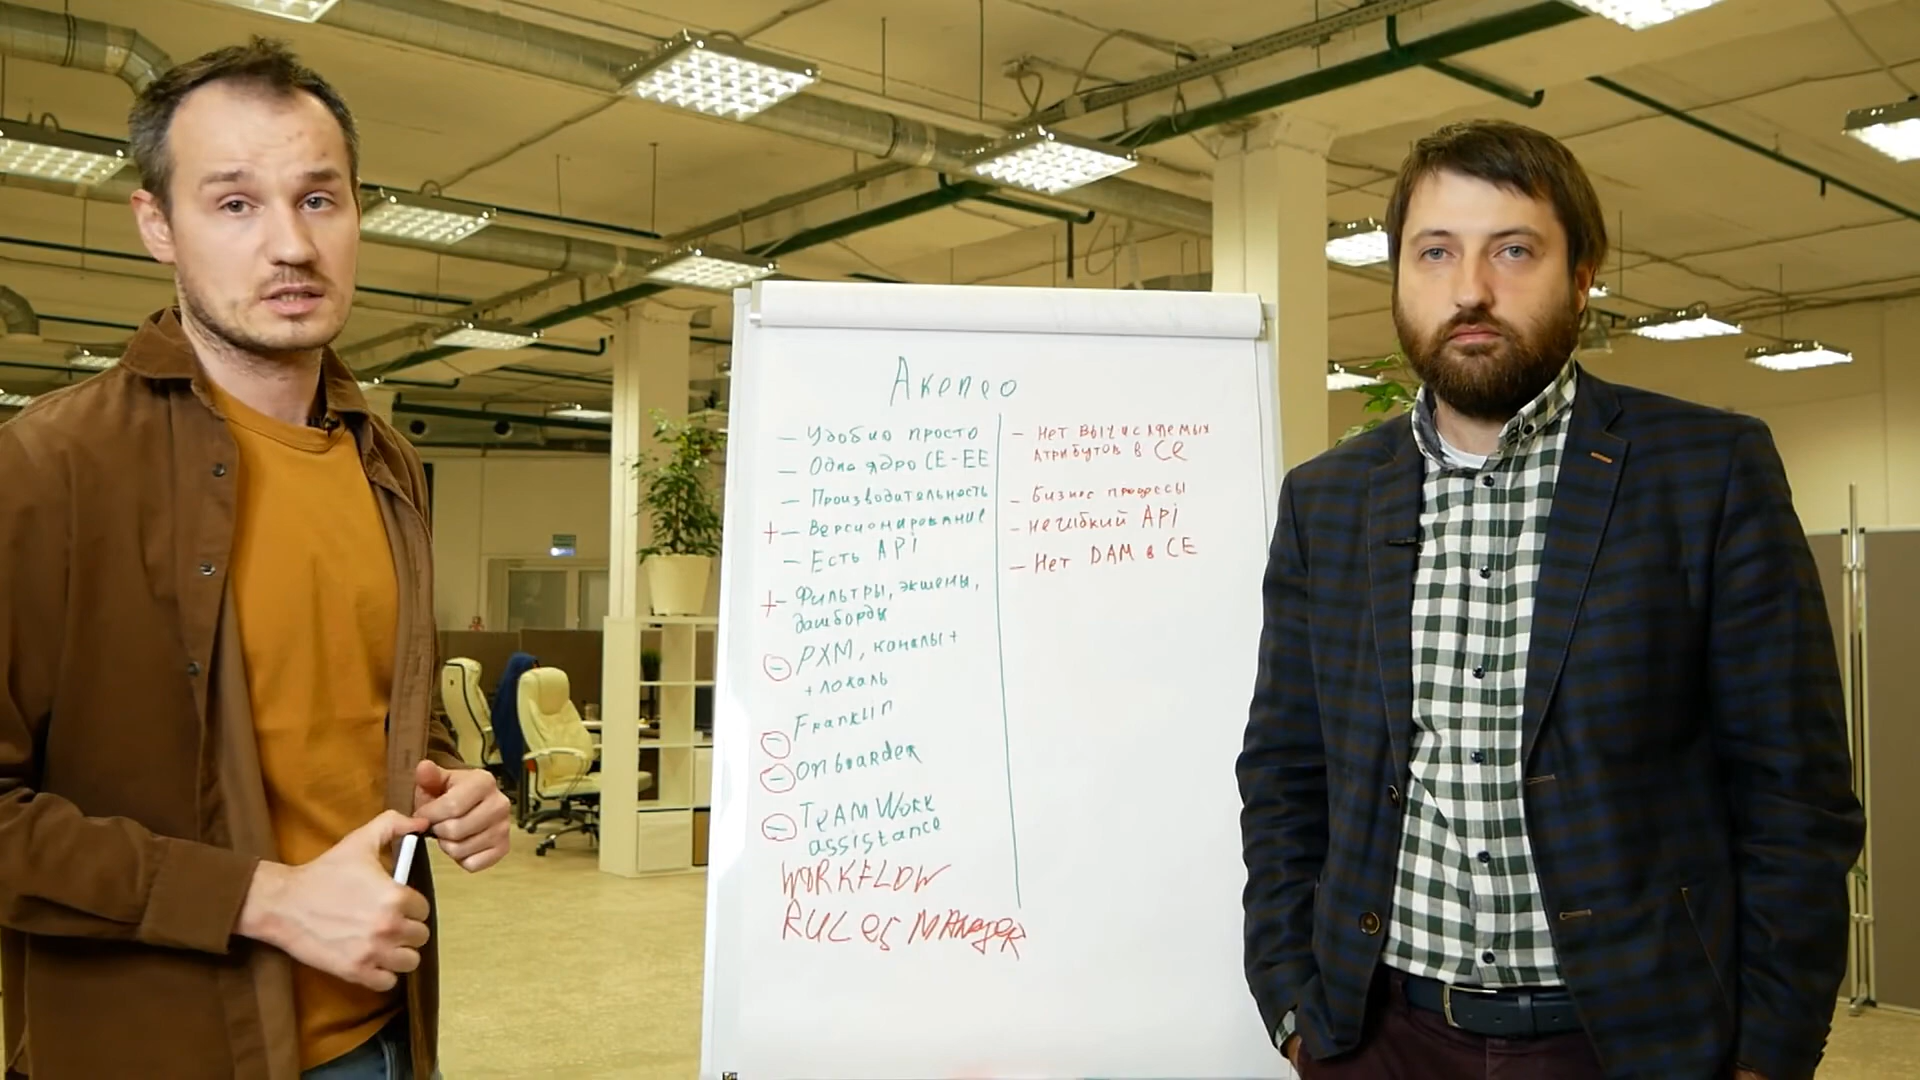 Акепео
— Удобно просто
— Одно ядро CE-EE
— Производительность
+ — Версионирование
— Есть API
+ — Фильтры, экшены,
дашборды
— PXM, каналы +
+ локаль
— Franklin
— Onboarder
— TeamWork
assistance
WORKFLOW
RULES MANAGER
— Нет вычисляемых
атрибутов в CE
— Бизнес процессы
— негибкий API
— Нет DAM в CE